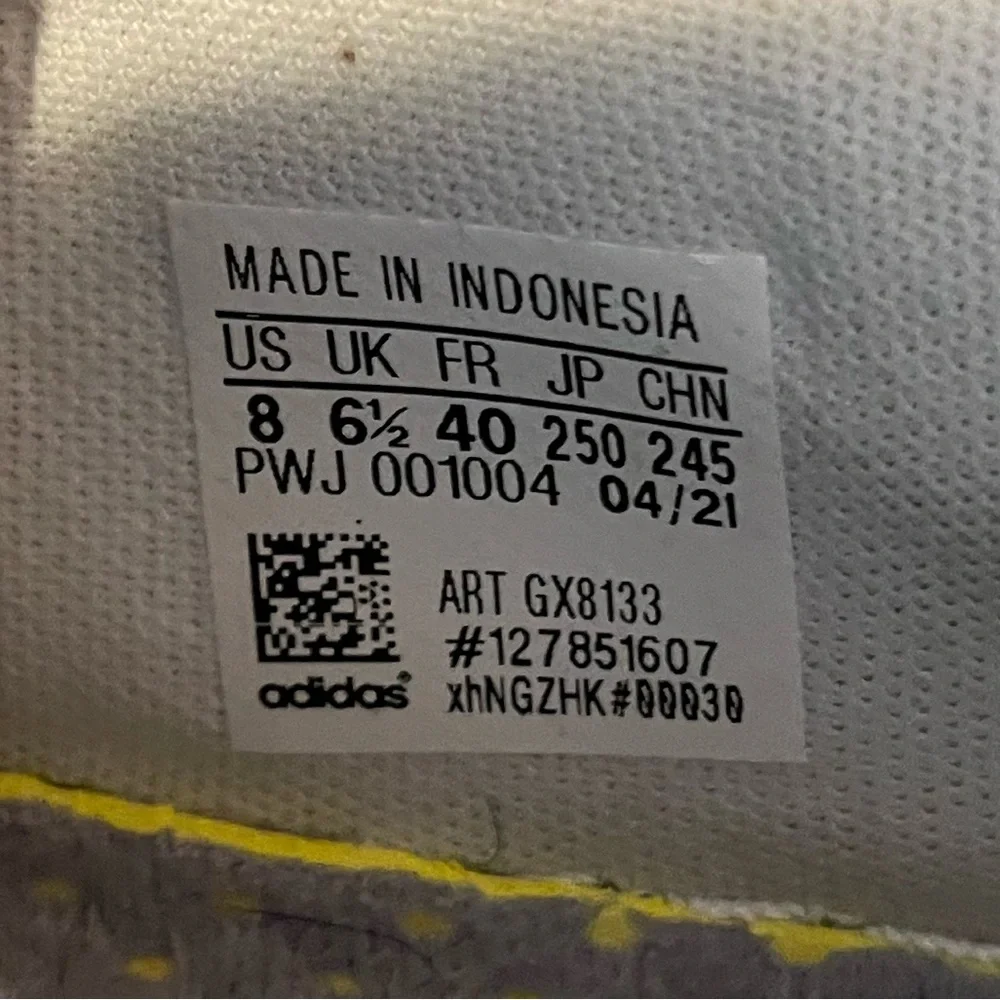 MADE IN INDONESIA
US UK FR JP CHN
8 6½ 40 250 245
PWJ 001004 04/21
ART GX8133
#127851607
adidas xhNGZHK#00030